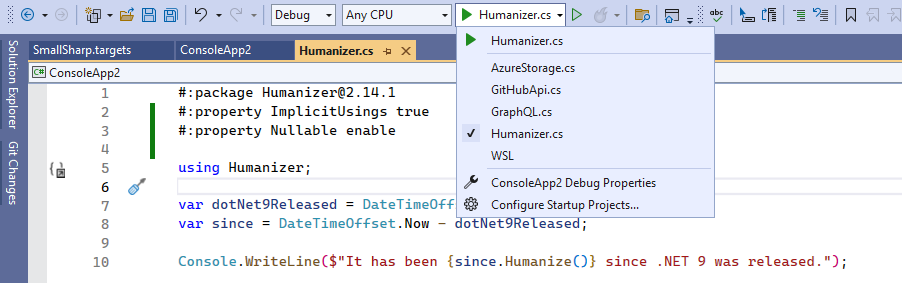 Debug
Any CPU
Humanizer.cs
abc
Solution Explorer
Git Changes
SmallSharp.targets
ConsoleApp2
Humanizer.cs
C# ConsoleApp2
Humanizer.cs
AzureStorage.cs
GitHubApi.cs
GraphQL.cs
Humanizer.cs
WSL
ConsoleApp2 Debug Properties
Configure Startup Projects...
1 #:package Humanizer@2.14.1
2 #:property ImplicitUsings true
3 #:property Nullable enable
4
5 using Humanizer;
6
7 var dotNet9Released = DateTimeOff
8 var since = DateTimeOffset.Now - dotNet9Released;
9
10 Console.WriteLine($"It has been {since.Humanize()} since .NET 9 was released.");